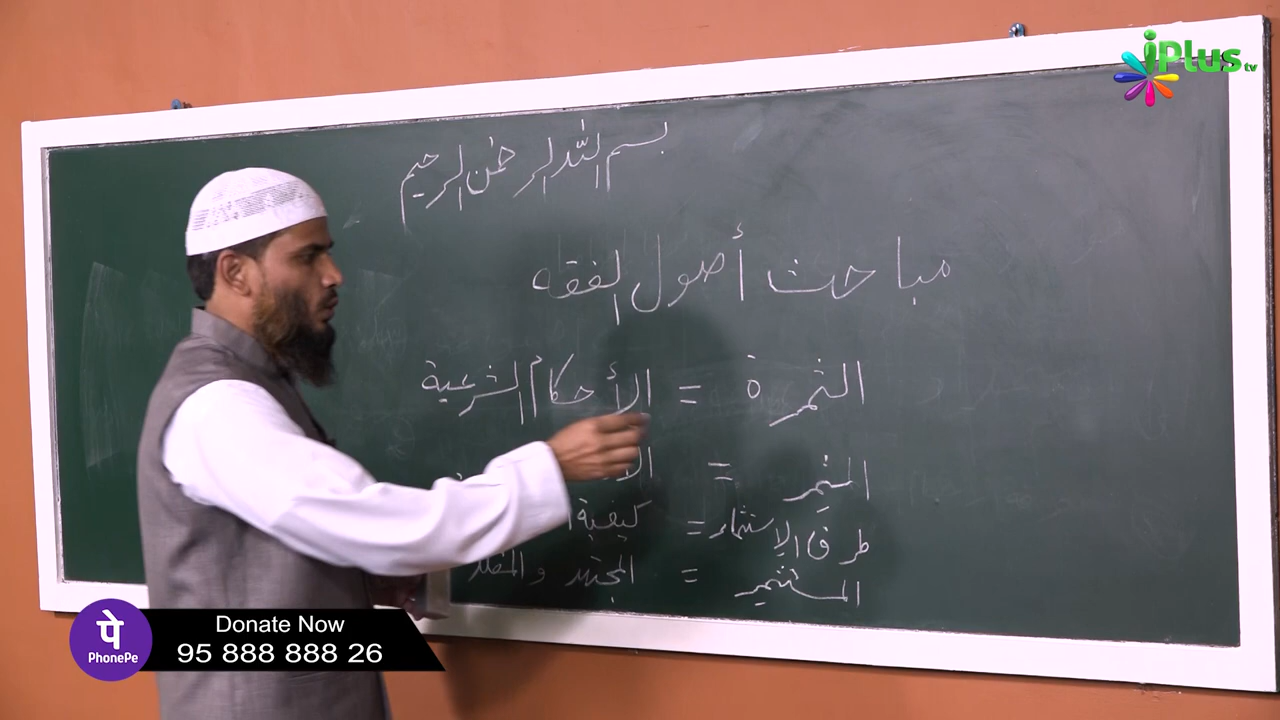 iPlus tv
بسم الله الرحمن الرحيم
مباحث أصول الفقه
الثمرة = الأحكام الشرعية
المثمر =
طرق الاستثمار = كيفية
المستثمر = المجتهد والمقلد
पे
PhonePe
Donate Now
95 888 888 26